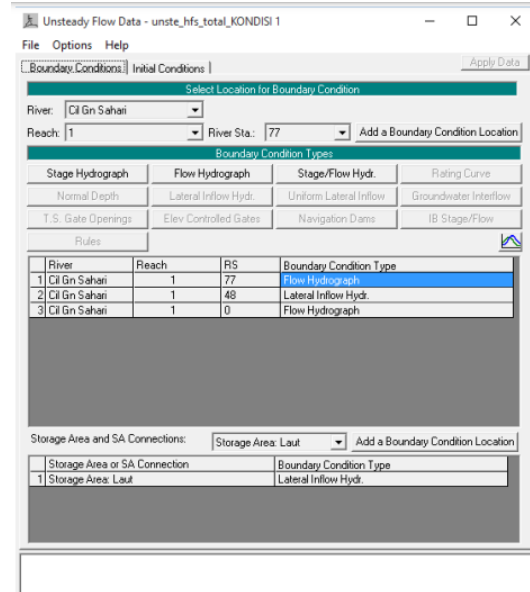 Unsteady Flow Data - unste_hfs_total_KONDISI 1
File Options Help
Boundary Conditions Initial Conditions Apply Data
Select Location for Boundary Condition
River: Cil Gn Sahari
Reach: 1 River Sta.: 77 Add a Boundary Condition Location
Boundary Condition Types
Stage Hydrograph Flow Hydrograph Stage/Flow Hydr. Rating Curve
Normal Depth Lateral Inflow Hydr. Uniform Lateral Inflow Groundwater Interflow
T.S. Gate Openings Elev Controlled Gates Navigation Dams IB Stage/Flow
Rules
River Reach RS Boundary Condition Type
1 Cil Gn Sahari 1 77 Flow Hydrograph
2 Cil Gn Sahari 1 48 Lateral Inflow Hydr.
3 Cil Gn Sahari 1 0 Flow Hydrograph
Storage Area and SA Connections: Storage Area: Laut Add a Boundary Condition Location
Storage Area or SA Connection Boundary Condition Type
1 Storage Area: Laut Lateral Inflow Hydr.